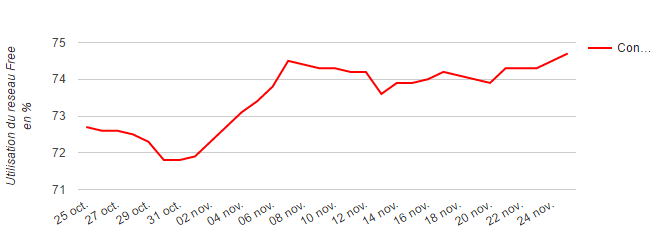 Utilisation du reseau Free
en %
75
74
73
72
71
25 oct.
27 oct.
29 oct.
31 oct.
02 nov.
04 nov.
06 nov.
08 nov.
10 nov.
12 nov.
14 nov.
16 nov.
18 nov.
20 nov.
22 nov.
24 nov.
Con...